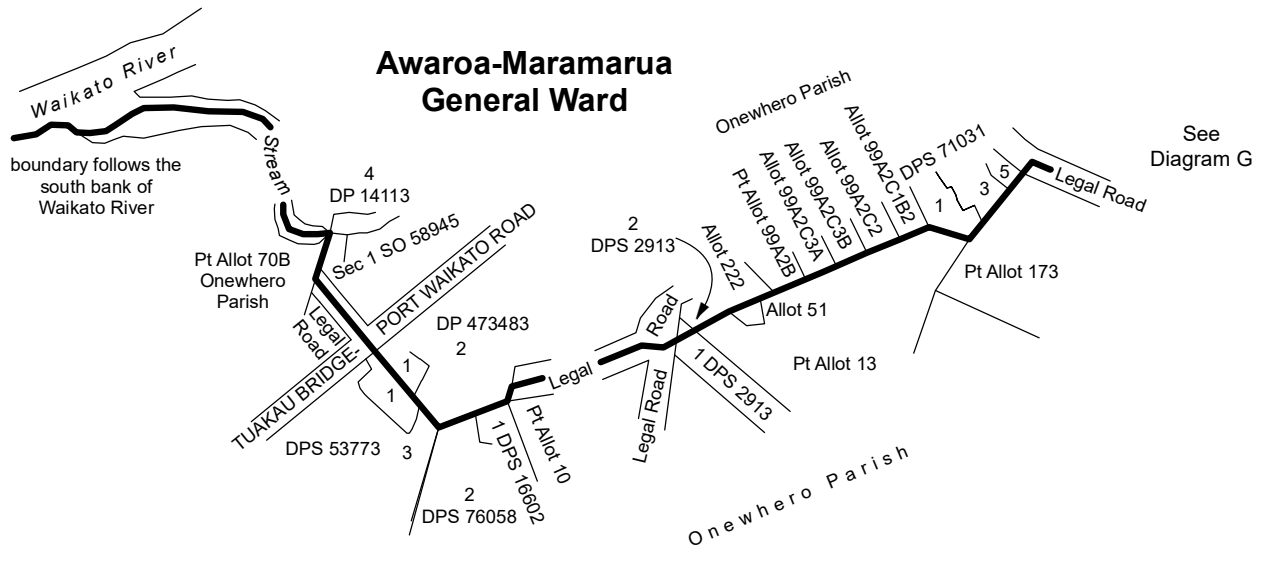 Awaroa-Maramarua
General Ward
Waikato River
boundary follows the
south bank of
Waikato River
Stream
4
DP 14113
Sec 1 SO 58945
Pt Allot 70B
Onewhero
Parish
Legal
Road
TUAKAU BRIDGE-
PORT WAIKATO ROAD
DP 473483
2
1
1
DPS 53773
3
2
DPS 76058
1 DPS 16602
Pt Allot 10
Legal
Road
Legal Road
2
DPS 2913
1 DPS 2913
Allot 222
Allot 51
Pt Allot 13
Onewhero Parish
Pt Allot 99A2B
Allot 99A2C3A
Allot 99A2C3B
Allot 99A2C2
Allot 99A2C1B2
DPS 71031
1
3
5
Legal Road
Pt Allot 173
See
Diagram G
Onewhero Parish